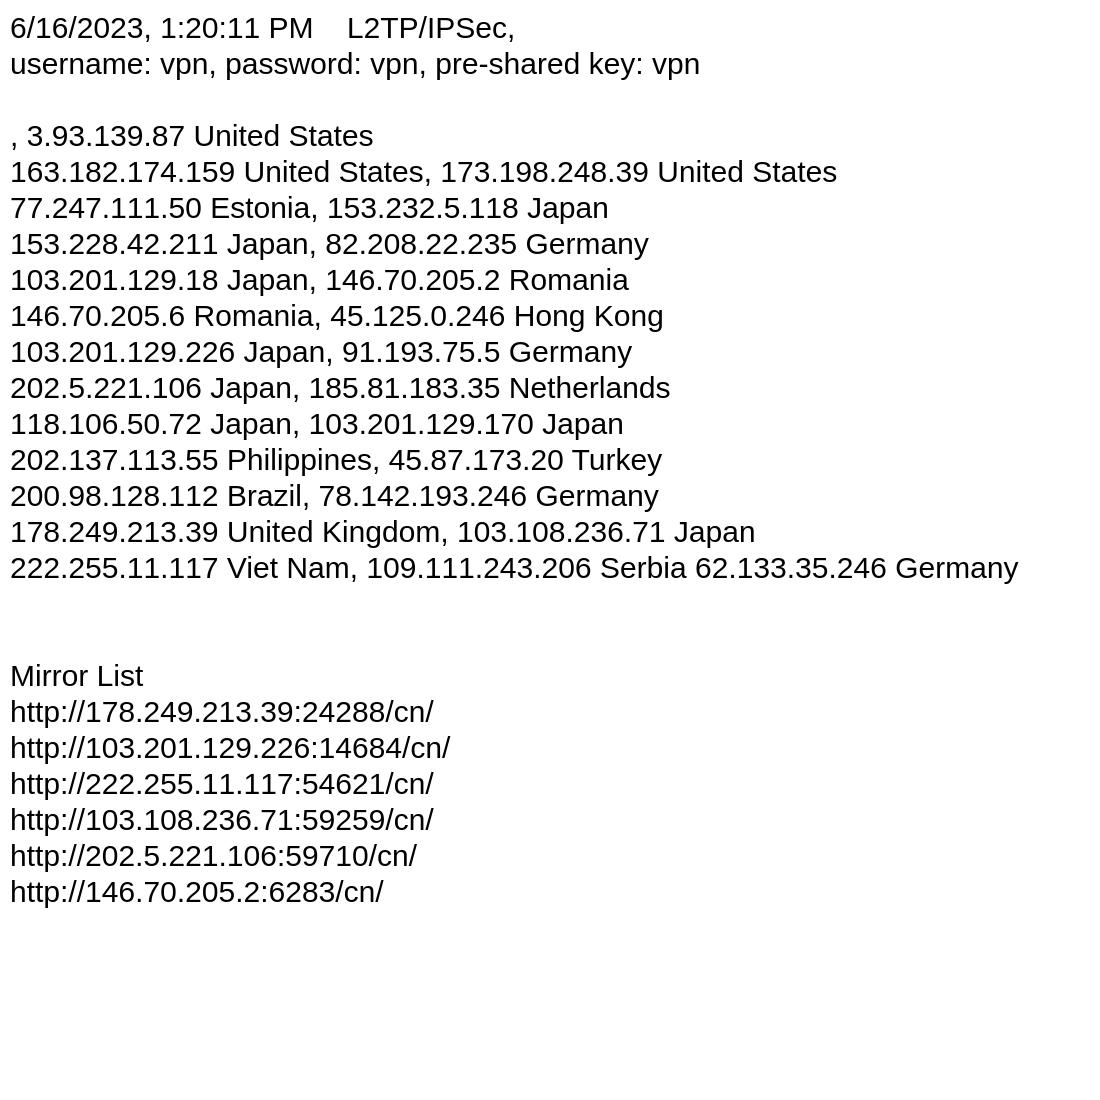 6/16/2023, 1:20:11 PM    L2TP/IPSec,
username: vpn, password: vpn, pre-shared key: vpn
, 3.93.139.87 United States
163.182.174.159 United States, 173.198.248.39 United States
77.247.111.50 Estonia, 153.232.5.118 Japan
153.228.42.211 Japan, 82.208.22.235 Germany
103.201.129.18 Japan, 146.70.205.2 Romania
146.70.205.6 Romania, 45.125.0.246 Hong Kong
103.201.129.226 Japan, 91.193.75.5 Germany
202.5.221.106 Japan, 185.81.183.35 Netherlands
118.106.50.72 Japan, 103.201.129.170 Japan
202.137.113.55 Philippines, 45.87.173.20 Turkey
200.98.128.112 Brazil, 78.142.193.246 Germany
178.249.213.39 United Kingdom, 103.108.236.71 Japan
222.255.11.117 Viet Nam, 109.111.243.206 Serbia 62.133.35.246 Germany
Mirror List
http://178.249.213.39:24288/cn/
http://103.201.129.226:14684/cn/
http://222.255.11.117:54621/cn/
http://103.108.236.71:59259/cn/
http://202.5.221.106:59710/cn/
http://146.70.205.2:6283/cn/